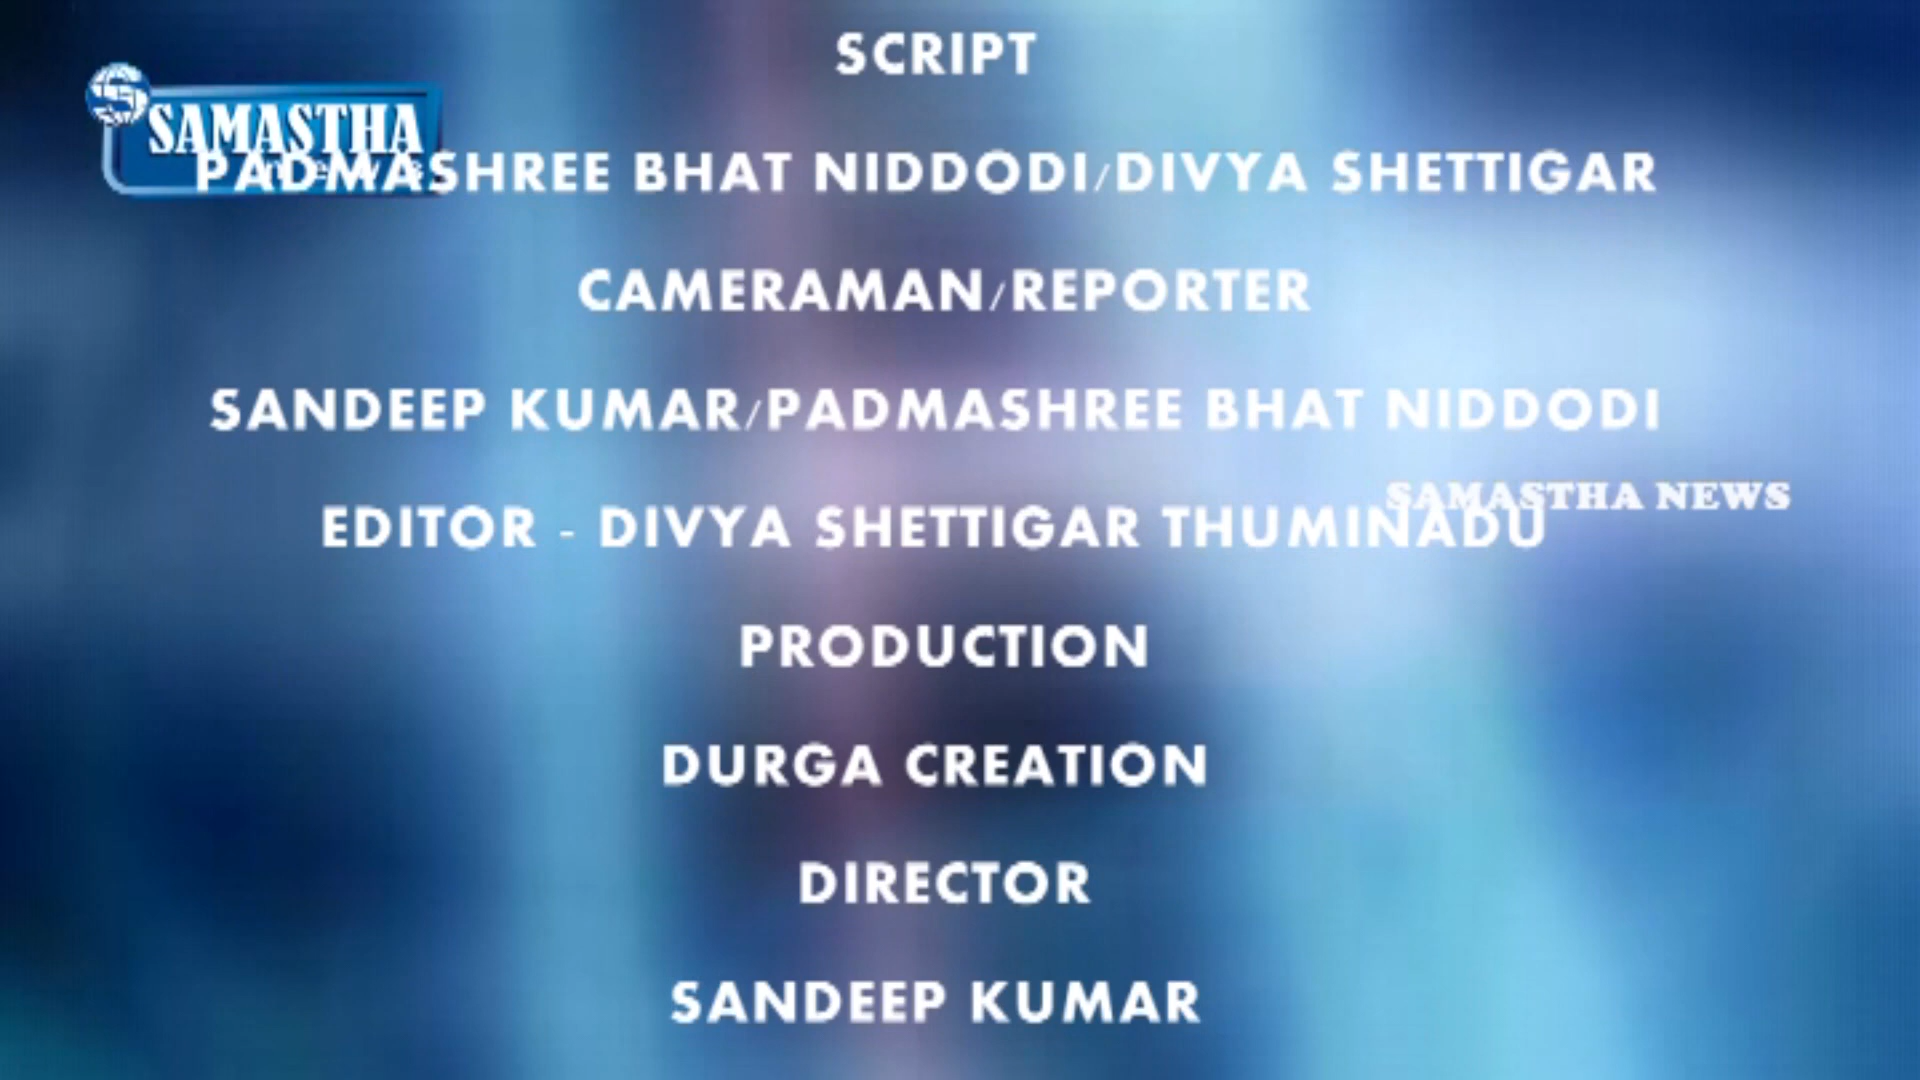 SCRIPT
SAMASTHA
PADMASHREE BHAT NIDDODI/DIVYA SHETTIGAR
CAMERAMAN/REPORTER
SANDEEP KUMAR/PADMASHREE BHAT NIDDODI
SAMASTHA NEWS
EDITOR - DIVYA SHETTIGAR THUMINADU
PRODUCTION
DURGA CREATION
DIRECTOR
SANDEEP KUMAR